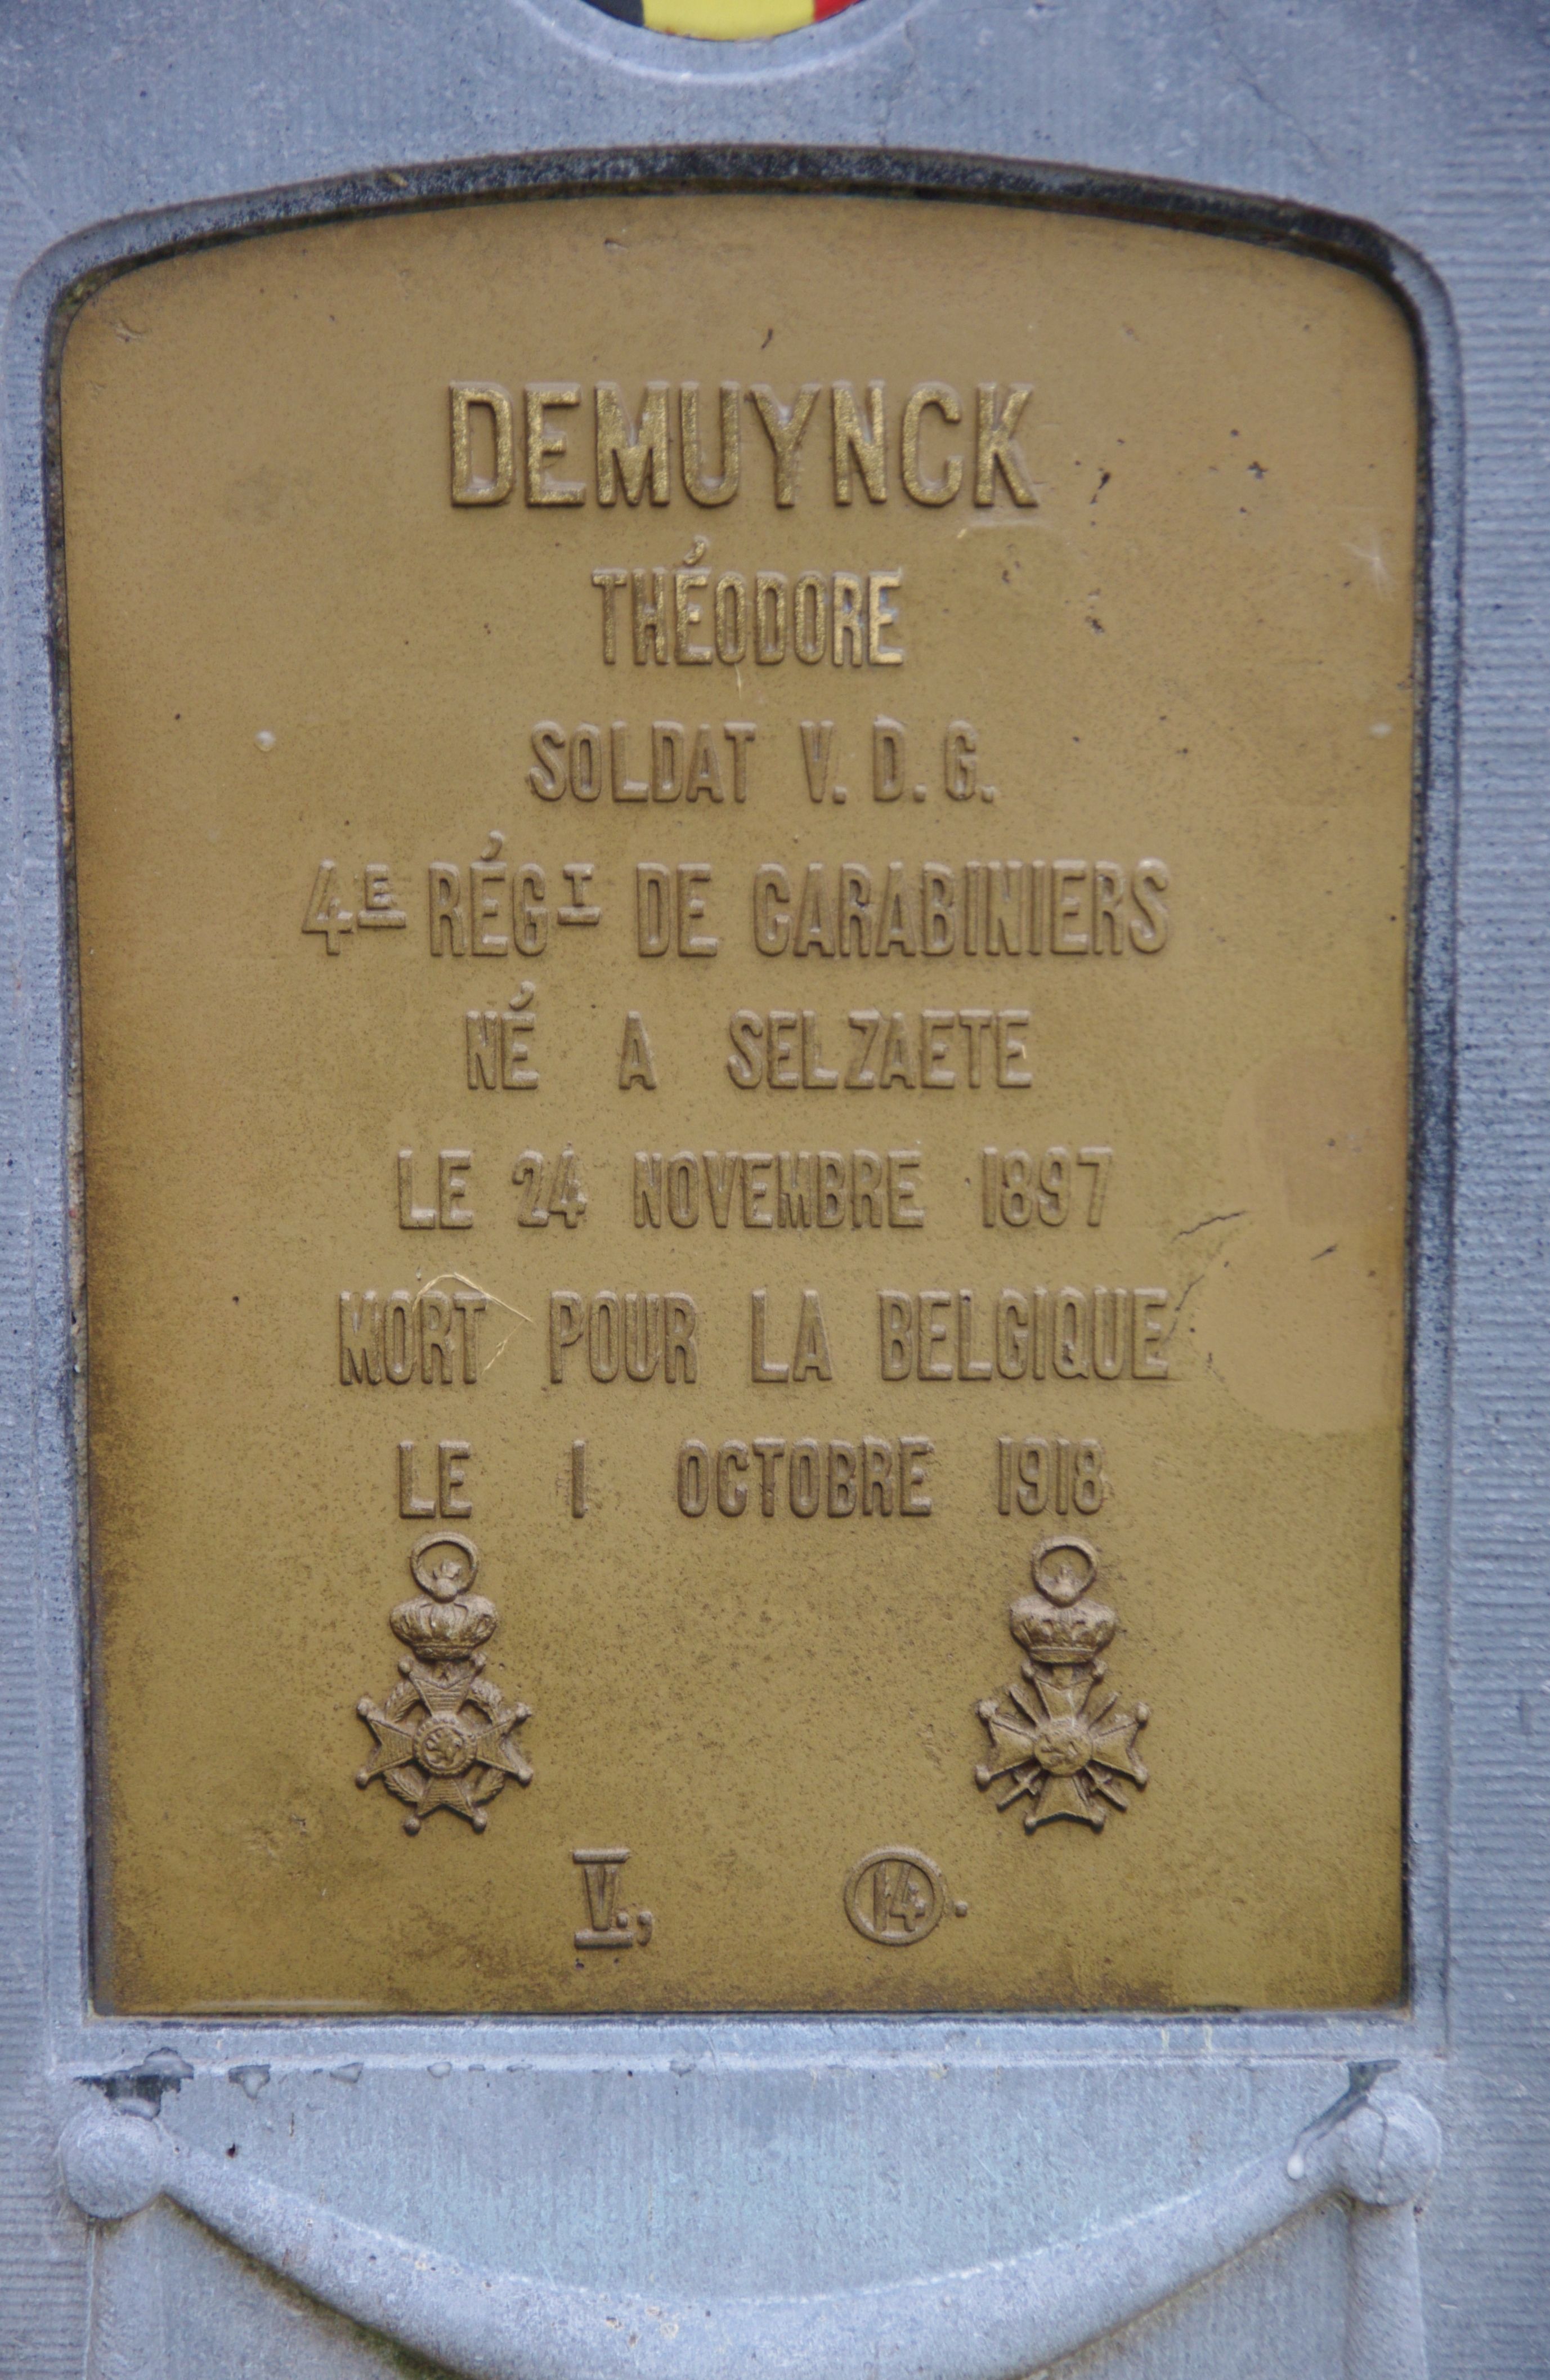 DEMUYNCK
THÉODORE
SOLDAT V. D. G.
4E RÉGT DE CARABINIERS
NÉ A SELZAETE
LE 24 NOVEMBRE 1897
MORT POUR LA BELGIQUE
LE 1 OCTOBRE 1918
V., 14.